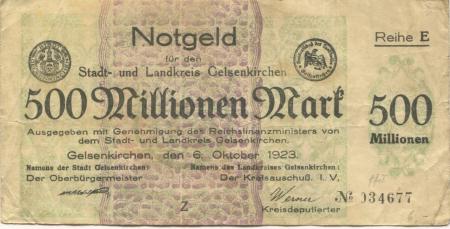 Notgeld
Reihe E
für den
Stadt- und Landkreis Gelsenkirchen
500 Millionen Mark
500
Millionen
Ausgegeben mit Genehmigung des Reichsfinanzministers von
dem Stadt- und Landkreis Gelsenkirchen.
Gelsenkirchen, den 6. Oktober 1923.
Namens der Stadt Gelsenkirchen:
Der Oberbürgermeister
Namens des Landkreises Gelsenkirchen:
Der Kreisauschuß. I. V.
Werner
Kreisdeputierter
Z
№ 034677